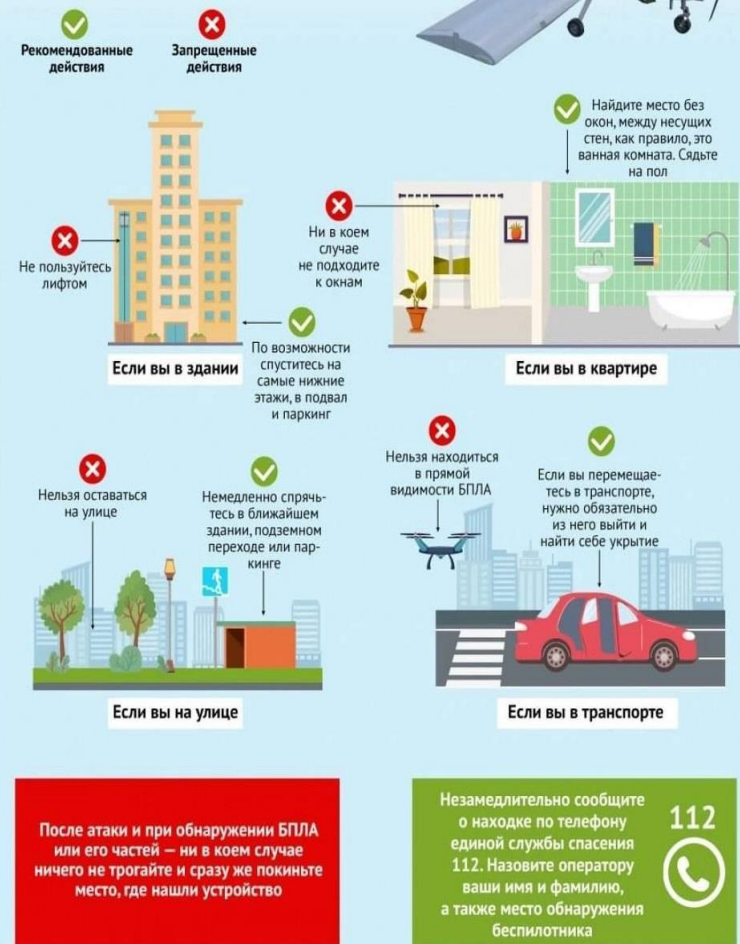 Рекомендованные
действия
Запрещенные
действия
Не пользуйтесь
лифтом
По возможности
спуститесь на
самые нижние
этажи, в подвал
и паркинг
Если вы в здании
Найдите место без
окон, между несущих
стен, как правило, это
ванная комната. Сядьте
на пол
Ни в коем
случае
не подходите
к окнам
Если вы в квартире
Нельзя оставаться
на улице
Немедленно спрячь-
тесь в ближайшем
здании, подземном
переходе или пар-
кинге
Если вы на улице
Нельзя находиться
в прямой
видимости БПЛА
Если вы перемещае-
тесь в транспорте,
нужно обязательно
из него выйти и
найти себе укрытие
Если вы в транспорте
После атаки и при обнаружении БПЛА
или его частей — ни в коем случае
ничего не трогайте и сразу же покиньте
место, где нашли устройство
Незамедлительно сообщите
о находке по телефону
единой службы спасения
112. Назовите оператору
ваши имя и фамилию,
а также место обнаружения
беспилотника
112